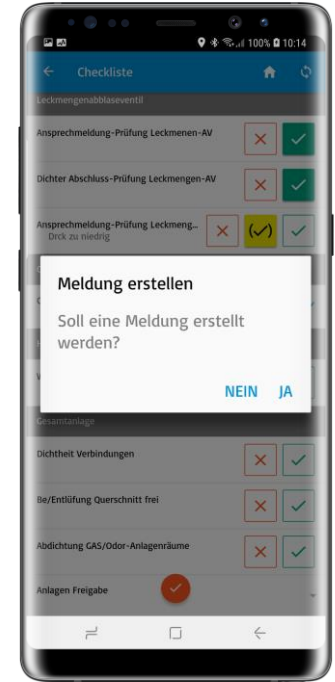 100% 10:14
Checkliste
Leckmengenabblaseventil
Ansprechmeldung-Prüfung Leckmenen-AV
Dichter Abschluss-Prüfung Leckmengen-AV
Ansprechmeldung-Prüfung Leckmeng...
Drck zu niedrig
Meldung erstellen
Soll eine Meldung erstellt
werden?
NEIN JA
Gesamtanlage
Dichtheit Verbindungen
Be/Entlüfung Querschnitt frei
Abdichtung GAS/Odor-Anlagenräume
Anlagen Freigabe